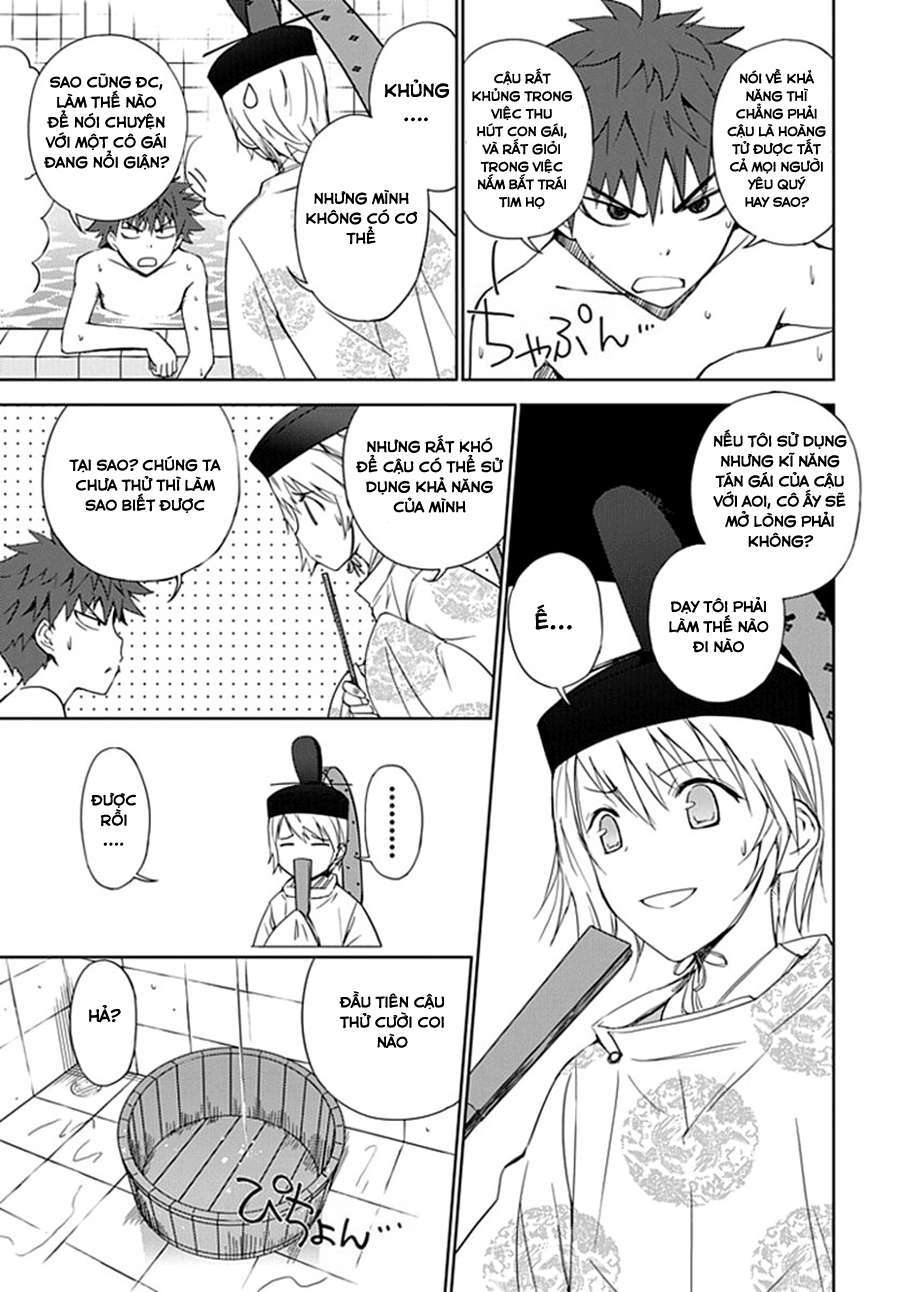 NÓI VỀ KHẢ
NĂNG THÌ
CHẲNG PHẢI
CẬU LÀ HOÀNG
TỬ ĐƯỢC TẤT
CẢ MỌI NGƯỜI
YÊU QUÝ
HAY SAO?
CẬU RẤT
KHỦNG TRONG
VIỆC THU
HÚT CON GÁI,
VÀ RẤT GIỎI
TRONG VIỆC
NẮM BẮT TRÁI
TIM HỌ
ちゃぷん…
KHỦNG
....
NHƯNG MÌNH
KHÔNG CÓ CƠ
THỂ
SAO CŨNG ĐC,
LÀM THẾ NÀO
ĐỂ NÓI CHUYỆN
VỚI MỘT CÔ GÁI
ĐANG NỔI GIẬN?
NẾU TÔI SỬ DỤNG
NHƯNG KĨ NĂNG
TÁN GÁI CỦA CẬU
VỚI AOI, CÔ ẤY SẼ
MỞ LÒNG PHẢI
KHÔNG?
DẠY TÔI PHẢI
LÀM THẾ NÀO
ĐI NÀO
Ế...
NHƯNG RẤT KHÓ
ĐỂ CẬU CÓ THỂ SỬ
DỤNG KHẢ NĂNG
CỦA MÌNH
TẠI SAO? CHÚNG TA
CHƯA THỬ THÌ LÀM
SAO BIẾT ĐƯỢC
......
ĐƯỢC
RỒI
....
ĐẦU TIÊN CẬU
THỬ CƯỜI COI
NÀO
HẢ?
ぴちょん…